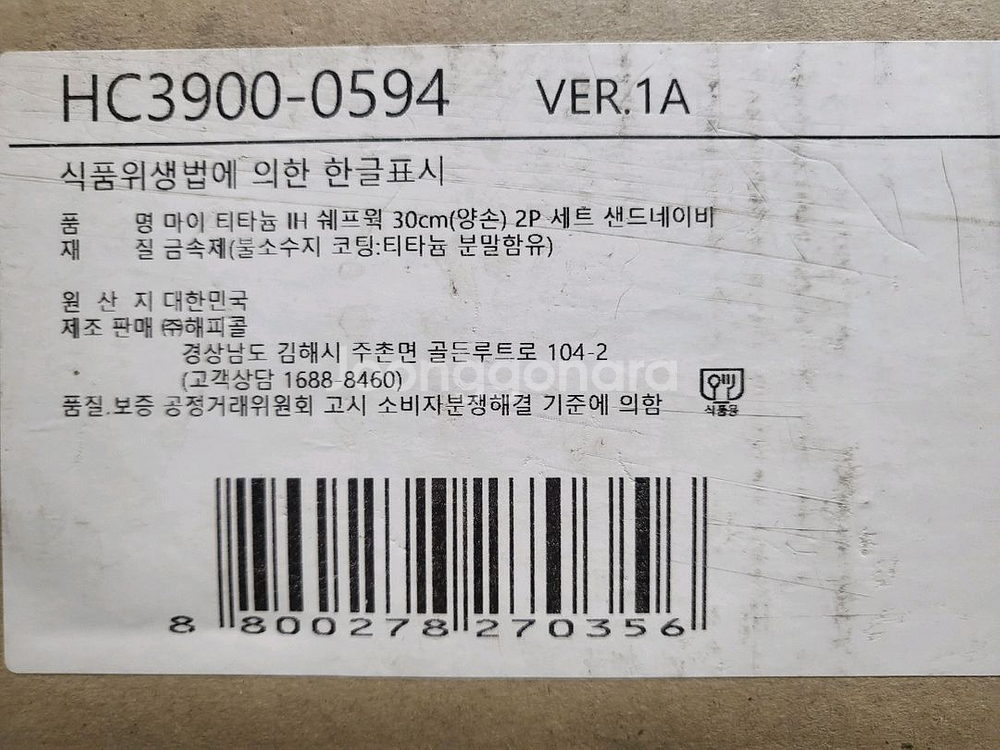 HC3900-0594 VER.1A
식품위생법에 의한 한글표시
품 명 마이 티타늄 IH 쉐프웍 30cm(양손) 2P 세트 샌드네이비
재 질 금속제(불소수지 코팅:티타늄 분말함유)
원 산 지 대한민국
제조 판매 ㈜해피콜
경상남도 김해시 주촌면 골든루트로 104-2
(고객상담 1688-8460)
품질.보증 공정거래위원회 고시 소비자분쟁해결 기준에 의함
식품용
joonggonara
8 800278 270356